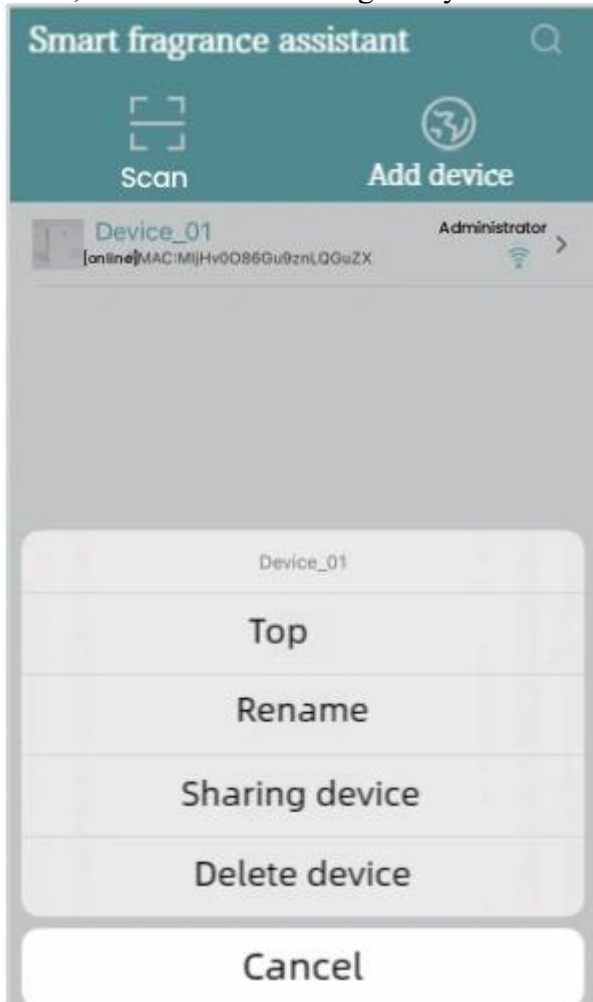 Smart fragrance assistant
Scan
Add device
Device_01
Administrator
[online]MAC:MIjHv0O86Gu9znLQGuZX
Device_01
Top
Rename
Sharing device
Delete device
Cancel